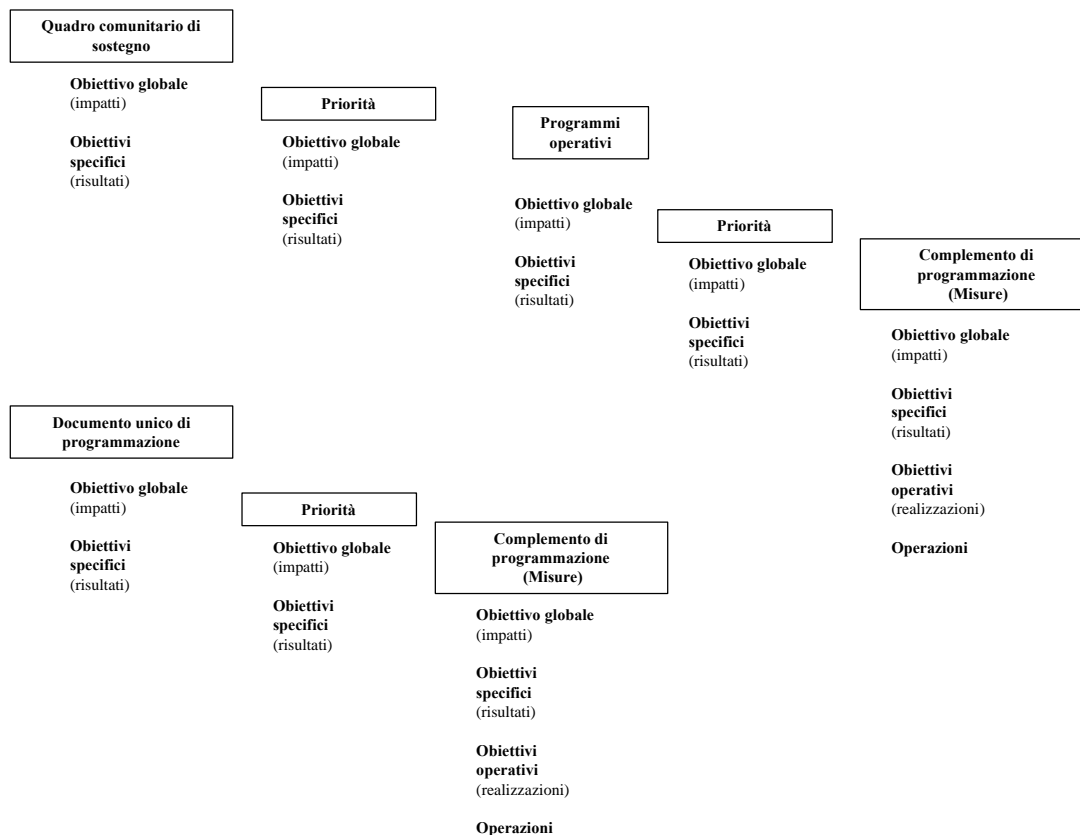 Quadro comunitario di
sostegno
Obiettivo globale
(impatti)
Obiettivi
specifici
(risultati)
Priorità
Obiettivo globale
(impatti)
Obiettivi
specifici
(risultati)
Programmi
operativi
Obiettivo globale
(impatti)
Obiettivi
specifici
(risultati)
Priorità
Obiettivo globale
(impatti)
Obiettivi
specifici
(risultati)
Complemento di
programmazione
(Misure)
Obiettivo globale
(impatti)
Obiettivi
specifici
(risultati)
Obiettivi
operativi
(realizzazioni)
Operazioni
Documento unico di
programmazione
Obiettivo globale
(impatti)
Obiettivi
specifici
(risultati)
Priorità
Obiettivo globale
(impatti)
Obiettivi
specifici
(risultati)
Complemento di
programmazione
(Misure)
Obiettivo globale
(impatti)
Obiettivi
specifici
(risultati)
Obiettivi
operativi
(realizzazioni)
Operazioni